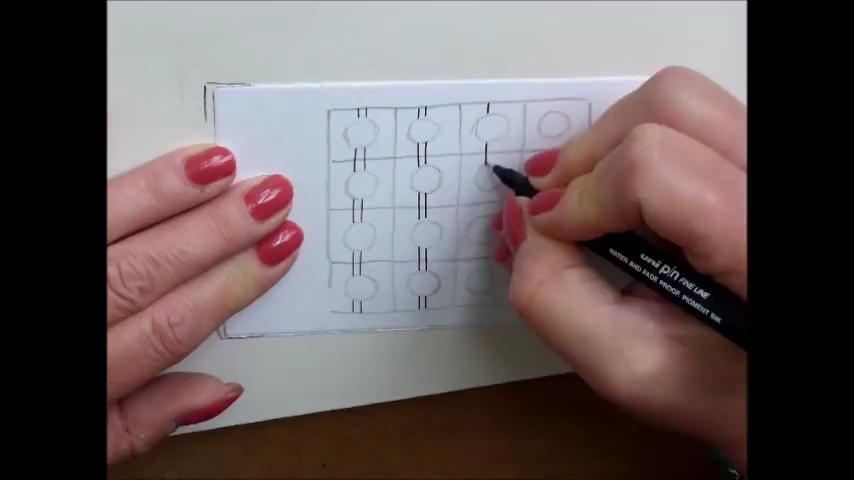 uni pin FINE LINE
WATER AND FADE PROOF, PIGMENT INK